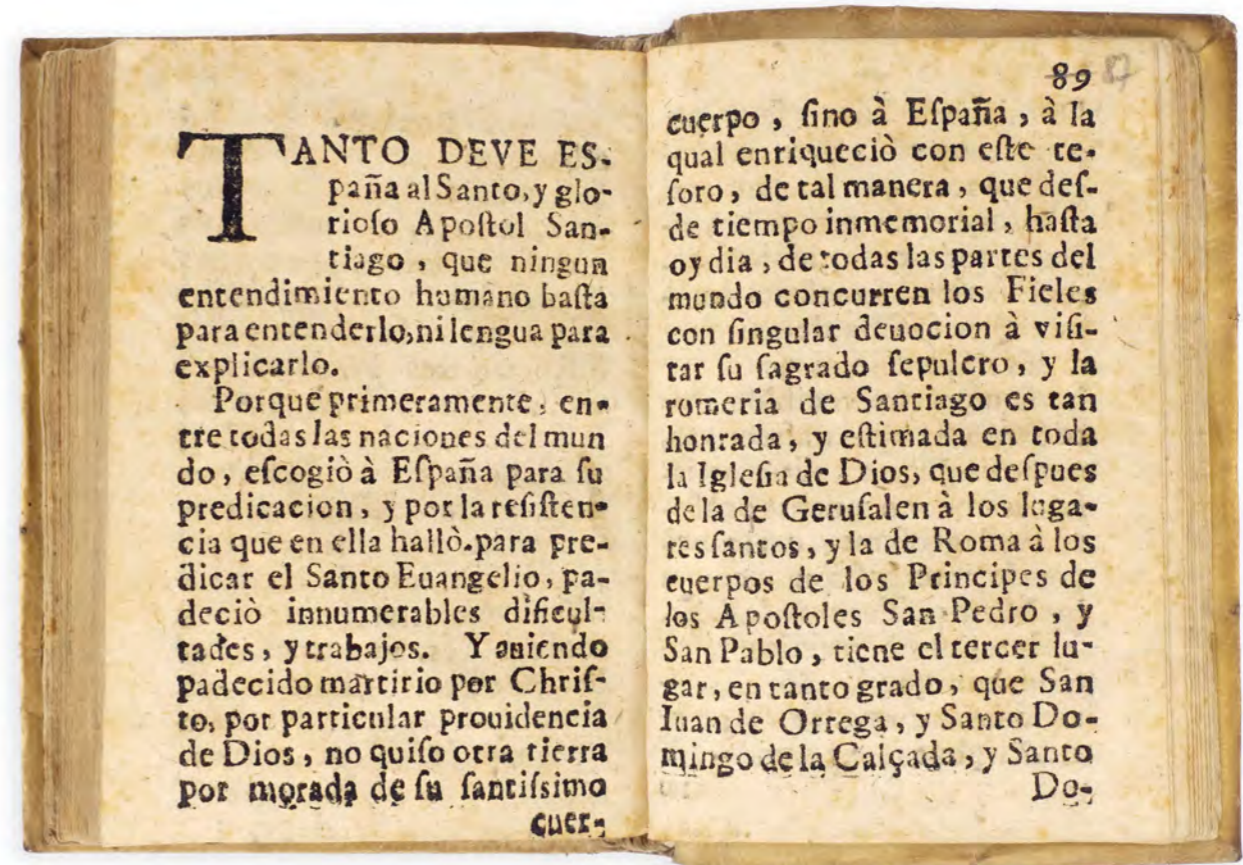 TANTO DEVE ES-
paña al Santo, y glo-
rioſo Apoſtol San-
tiago, que ningun
entendimiento humano baſta
para entenderlo, ni lengua para
explicarlo.
Porque primeramente, en-
tre todas las naciones del mun
do, eſcogiò à Eſpaña para ſu
predicacion, y por la reſiſten-
cia que en ella hallò. para pre-
dicar el Santo Euangelio, pa-
deciò innumerables dificul-
tades, y trabajos. Y auiendo
padecido martirio por Chriſ-
to, por particular prouidencia
de Dios, no quiſo otra tierra
por morada de ſu ſantiſsimo
cuer-
89 87
cuerpo, ſino à Eſpaña, à la
qual enriqueciò con eſte te-
ſoro, de tal manera, que deſ-
de tiempo inmemorial, haſta
oy dia, de todas las partes del
mundo concurren los Fieles
con ſingular deuocion à viſi-
tar ſu ſagrado ſepulcro, y la
romeria de Santiago es tan
honrada, y eſtimada en toda
la Igleſia de Dios, que deſpues
de la de Geruſalen à los luga-
res ſantos, y la de Roma à los
cuerpos de los Principes de
los Apoſtoles San Pedro, y
San Pablo, tiene el tercer lu-
gar, en tanto grado, que San
Iuan de Ortega, y Santo Do-
mingo de la Calçada, y Santo
Do-